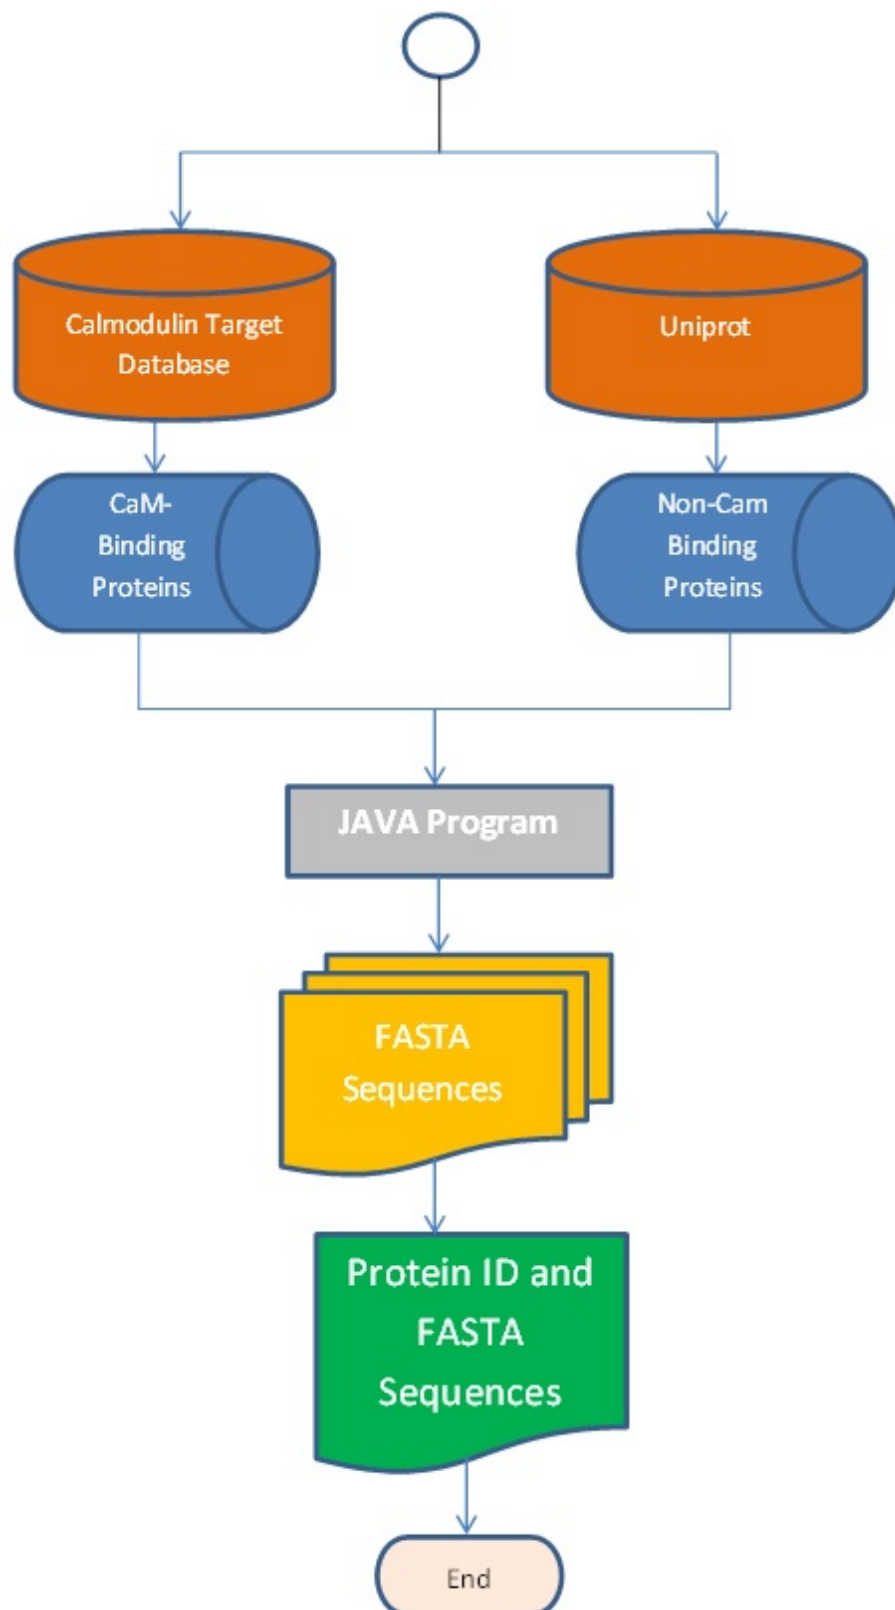 Calmodulin Target
Database
Uniprot
CaM-
Binding
Proteins
Non-Cam
Binding
Proteins
JAVA Program
FASTA
Sequences
Protein ID and
FASTA
Sequences
End